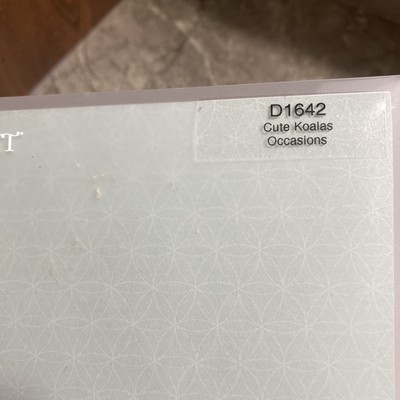 D1642
Cute Koalas
Occasions
T